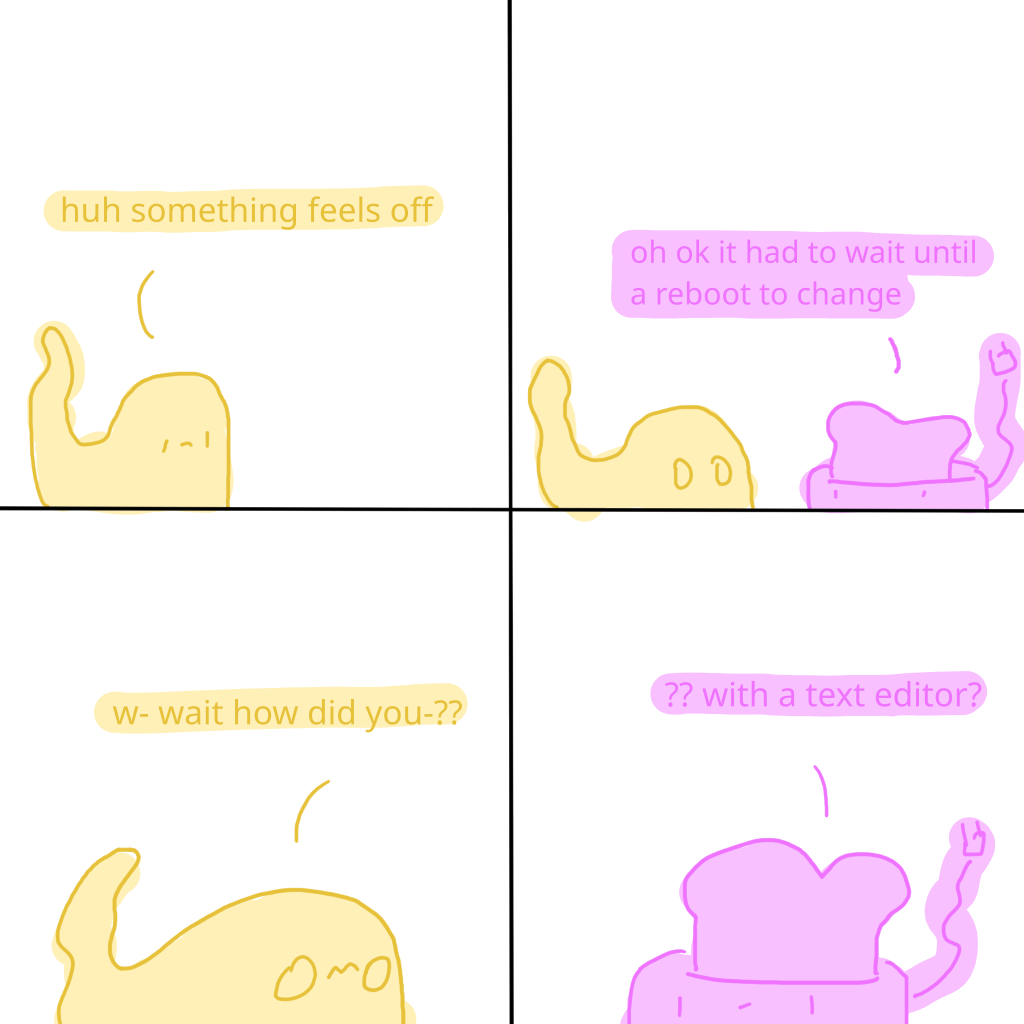 huh something feels off
oh ok it had to wait until
a reboot to change
w- wait how did you-??
?? with a text editor?